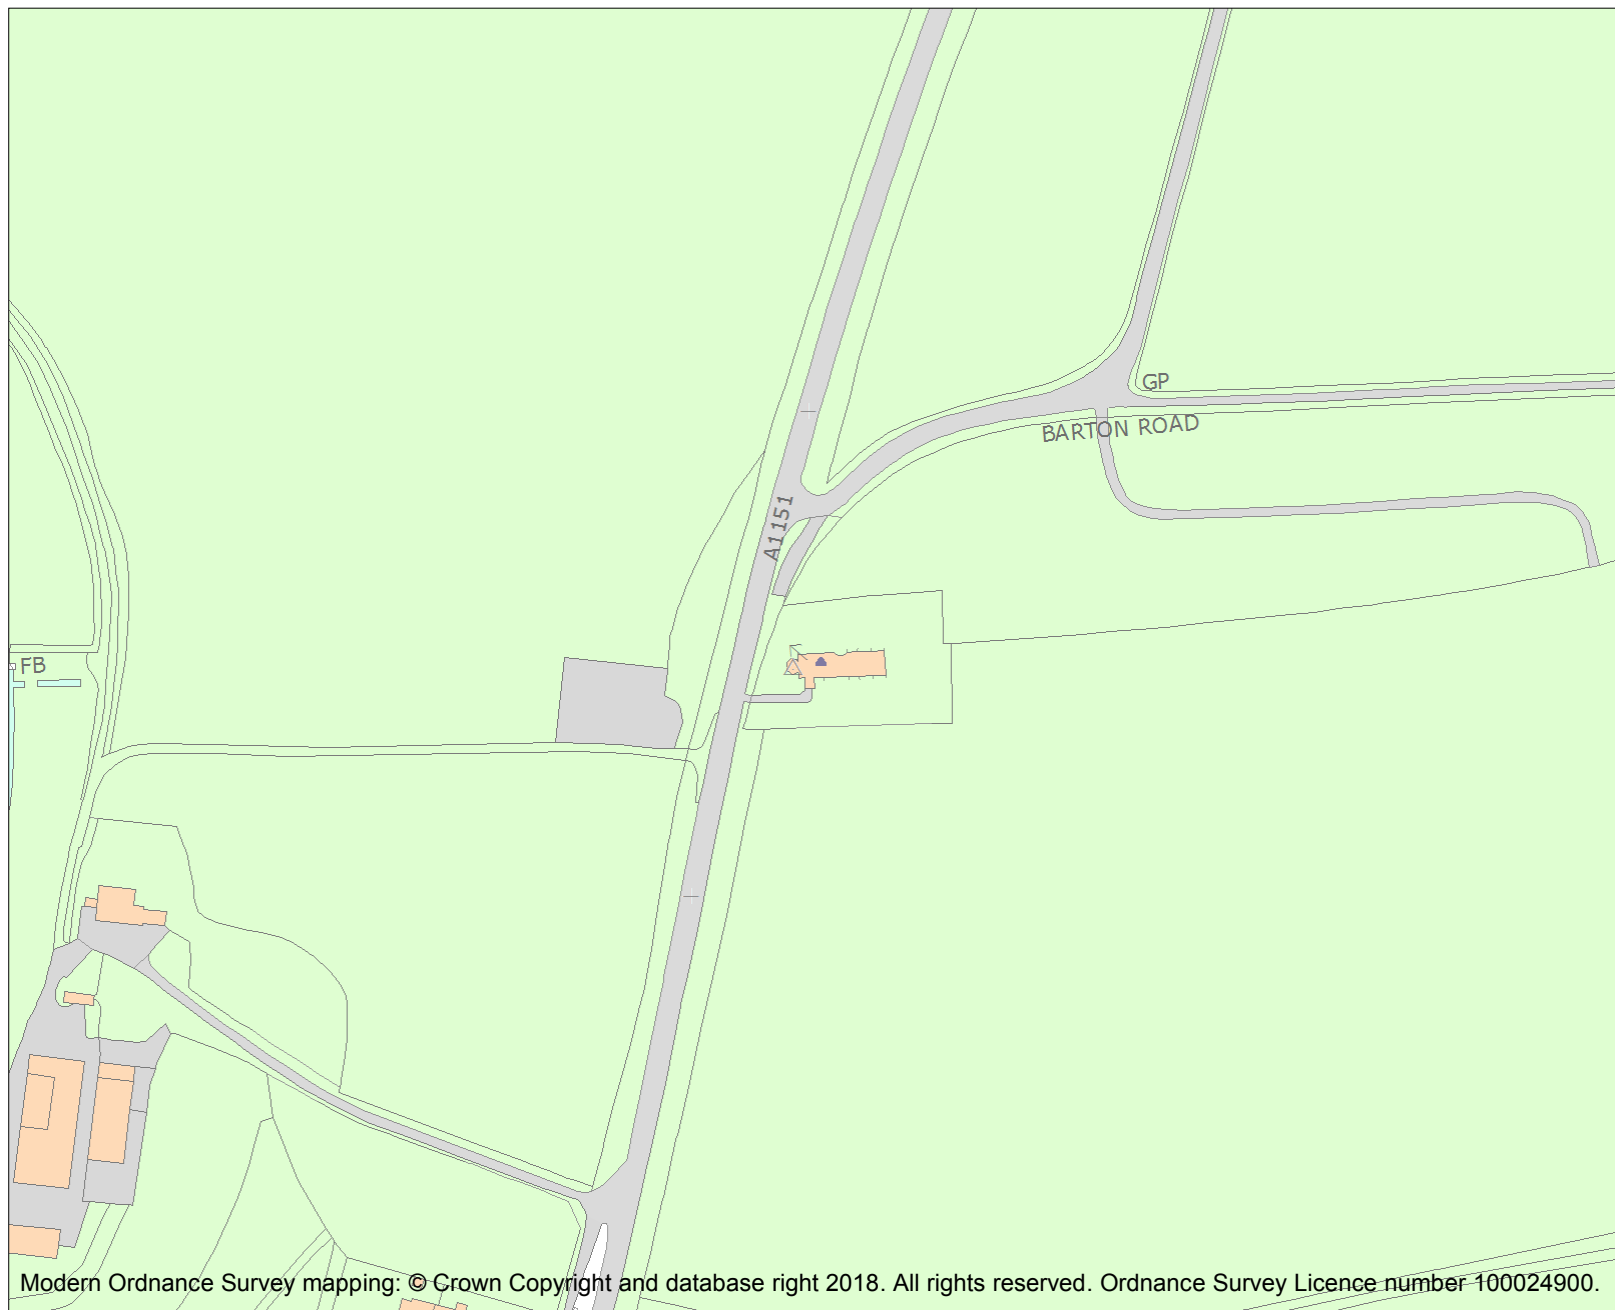 GP
BARTON ROAD
A1151
FB
Modern Ordnance Survey mapping: © Crown Copyright and database right 2018. All rights reserved. Ordnance Survey Licence number 100024900.